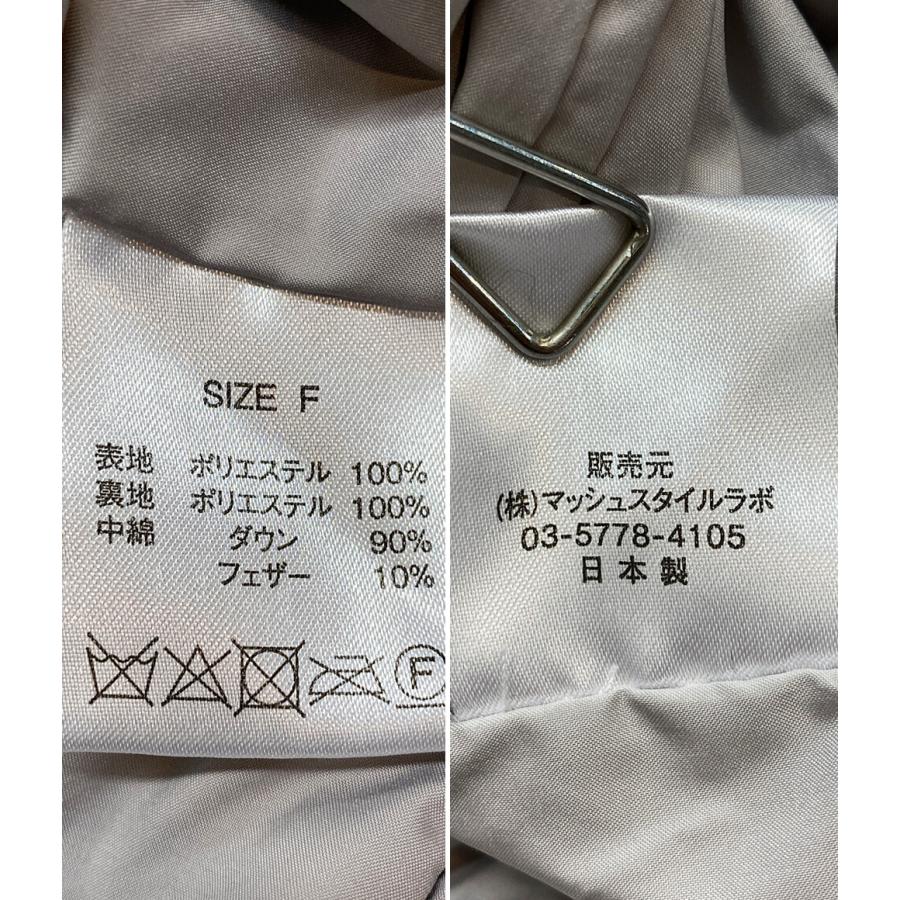 SIZE F
表地 ポリエステル 100%
裏地 ポリエステル 100%
中綿 ダウン 90%
フェザー 10%
F
販売元
(株)マッシュスタイルラボ
03-5778-4105
日本製